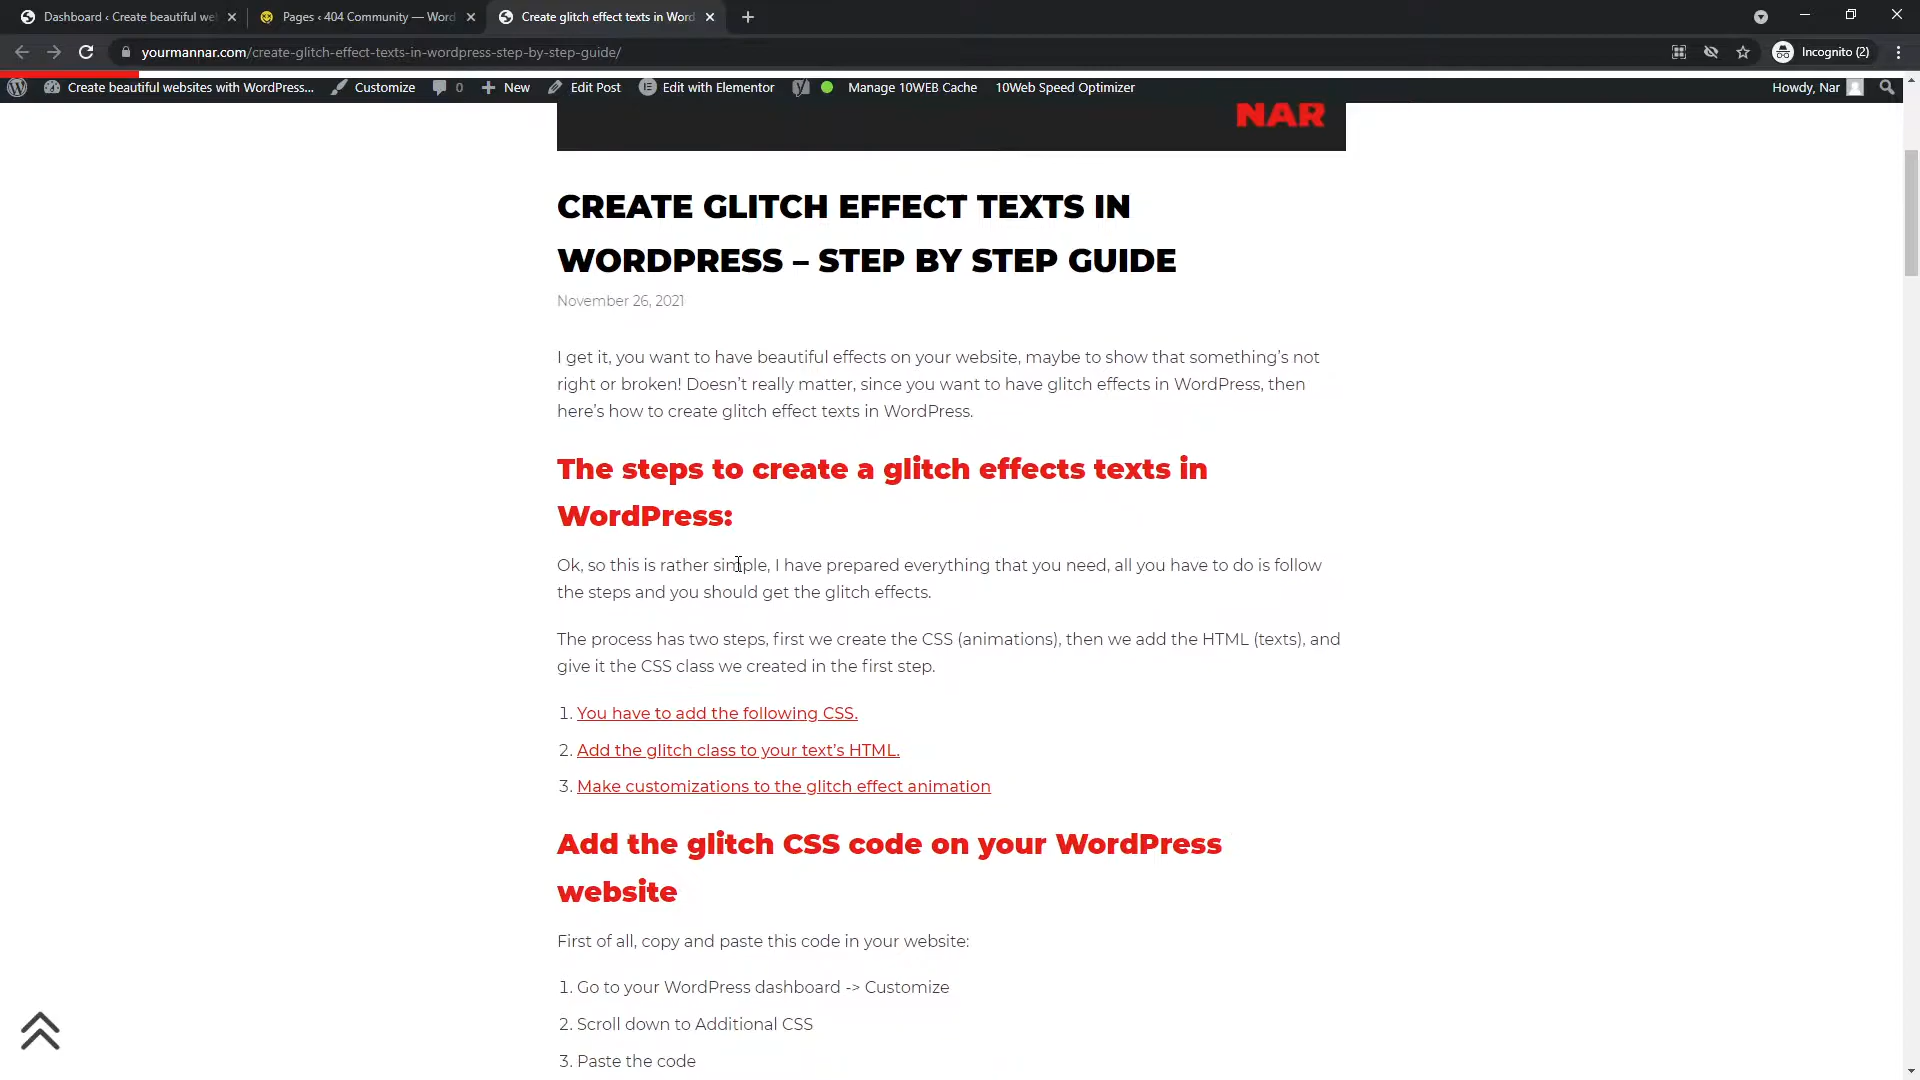 Dashboard ‹ Create beautiful we
Pages ‹ 404 Community — Word
Create glitch effect texts in Word
yourmannar.com/create-glitch-effect-texts-in-wordpress-step-by-step-guide/
Incognito (2)
Create beautiful websites with WordPress...
Customize
0
New
Edit Post
Edit with Elementor
Manage 10WEB Cache
10Web Speed Optimizer
Howdy, Nar
NAR
CREATE GLITCH EFFECT TEXTS IN
WORDPRESS – STEP BY STEP GUIDE
November 26, 2021
I get it, you want to have beautiful effects on your website, maybe to show that something's not
right or broken! Doesn't really matter, since you want to have glitch effects in WordPress, then
here's how to create glitch effect texts in WordPress.
The steps to create a glitch effects texts in
WordPress:
Ok, so this is rather simple, I have prepared everything that you need, all you have to do is follow
the steps and you should get the glitch effects.
The process has two steps, first we create the CSS (animations), then we add the HTML (texts), and
give it the CSS class we created in the first step.
1. You have to add the following CSS.
2. Add the glitch class to your text's HTML.
3. Make customizations to the glitch effect animation
Add the glitch CSS code on your WordPress
website
First of all, copy and paste this code in your website:
1. Go to your WordPress dashboard -> Customize
2. Scroll down to Additional CSS
3. Paste the code